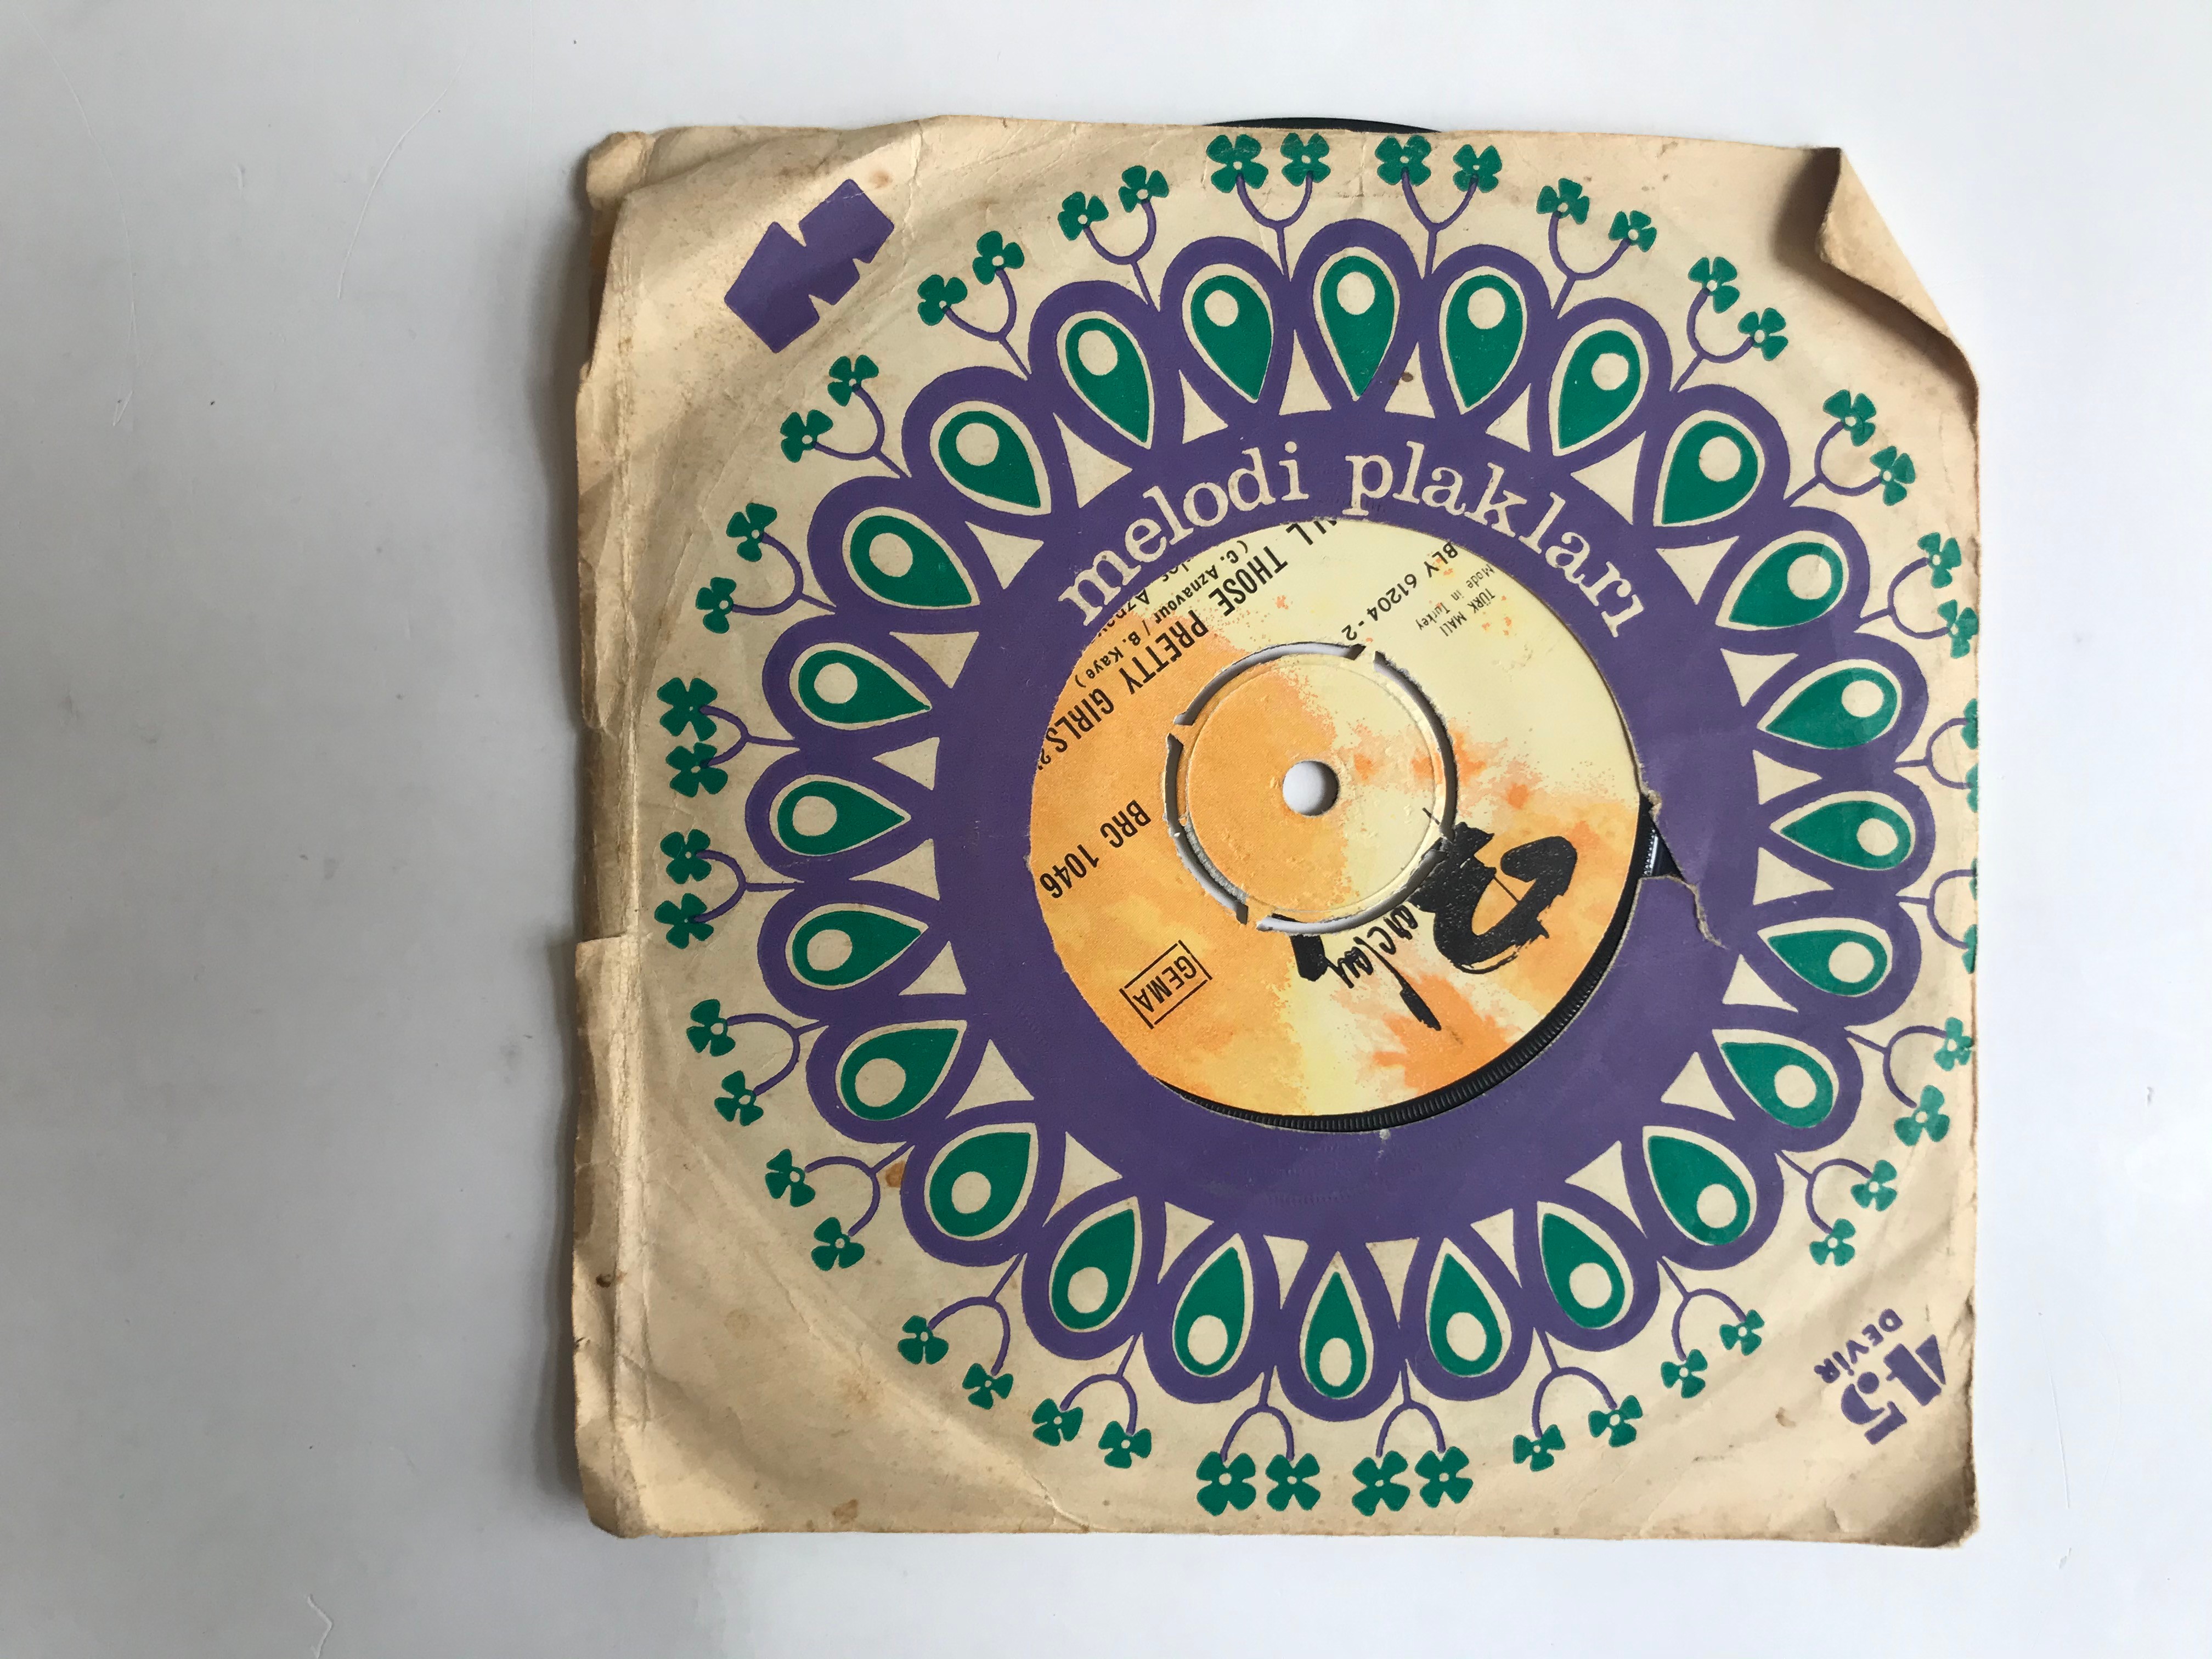 melodi plakları
45
DEVİR
Barclay
GEMA
BRC 1046
BLY 61204-2
TÜRK MALI
Made in Turkey
THOSE PRETTY GIRLS
( C. Aznavour / B. Kaye )